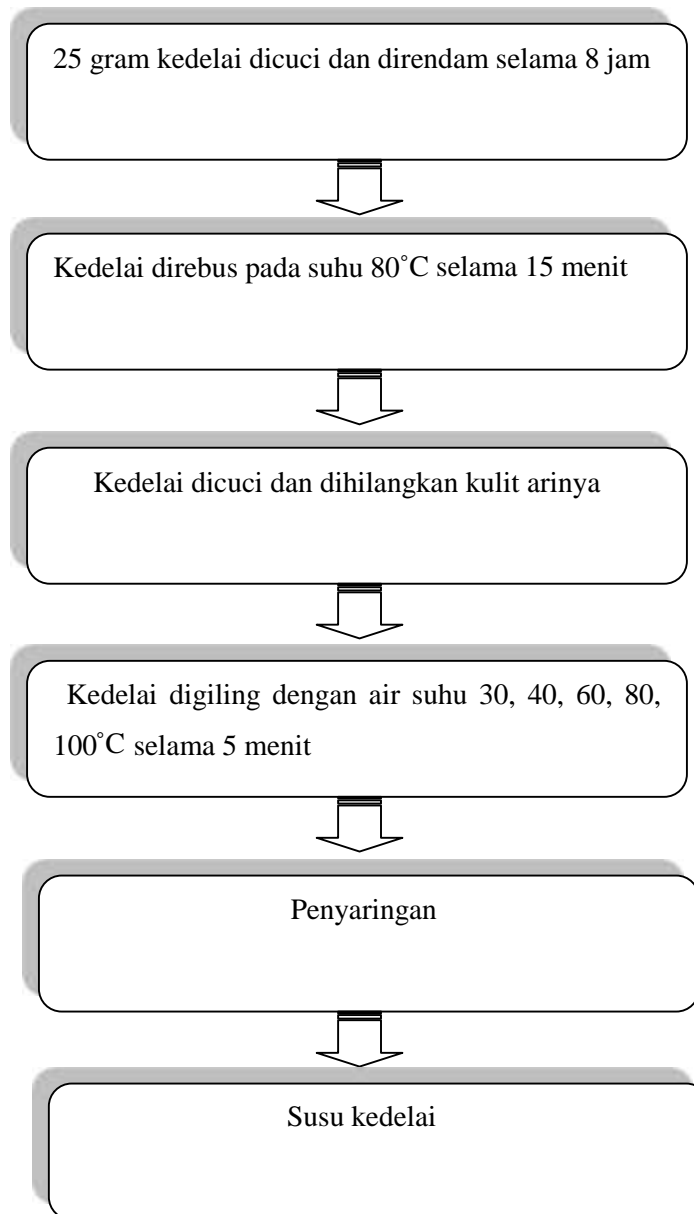 25 gram kedelai dicuci dan direndam selama 8 jam
Kedelai direbus pada suhu 80°C selama 15 menit
Kedelai dicuci dan dihilangkan kulit arinya
Kedelai digiling dengan air suhu 30, 40, 60, 80,
100°C selama 5 menit
Penyaringan
Susu kedelai